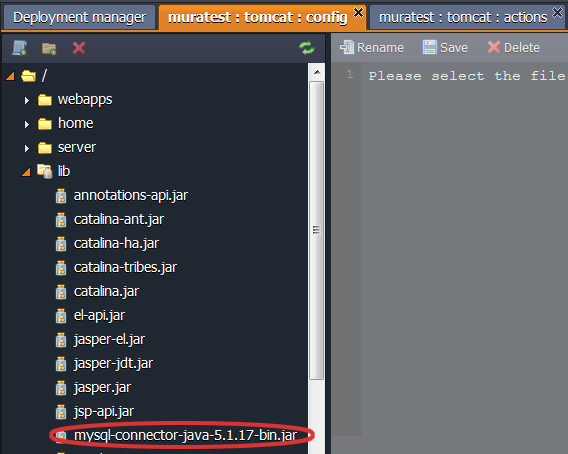 Deployment manager
muratest : tomcat : config
muratest : tomcat : actions
Rename
Save
Delete
/
1 Please select the file
webapps
home
server
lib
annotations-api.jar
catalina-ant.jar
catalina-ha.jar
catalina-tribes.jar
catalina.jar
el-api.jar
jasper-el.jar
jasper-jdt.jar
jasper.jar
jsp-api.jar
mysql-connector-java-5.1.17-bin.jar